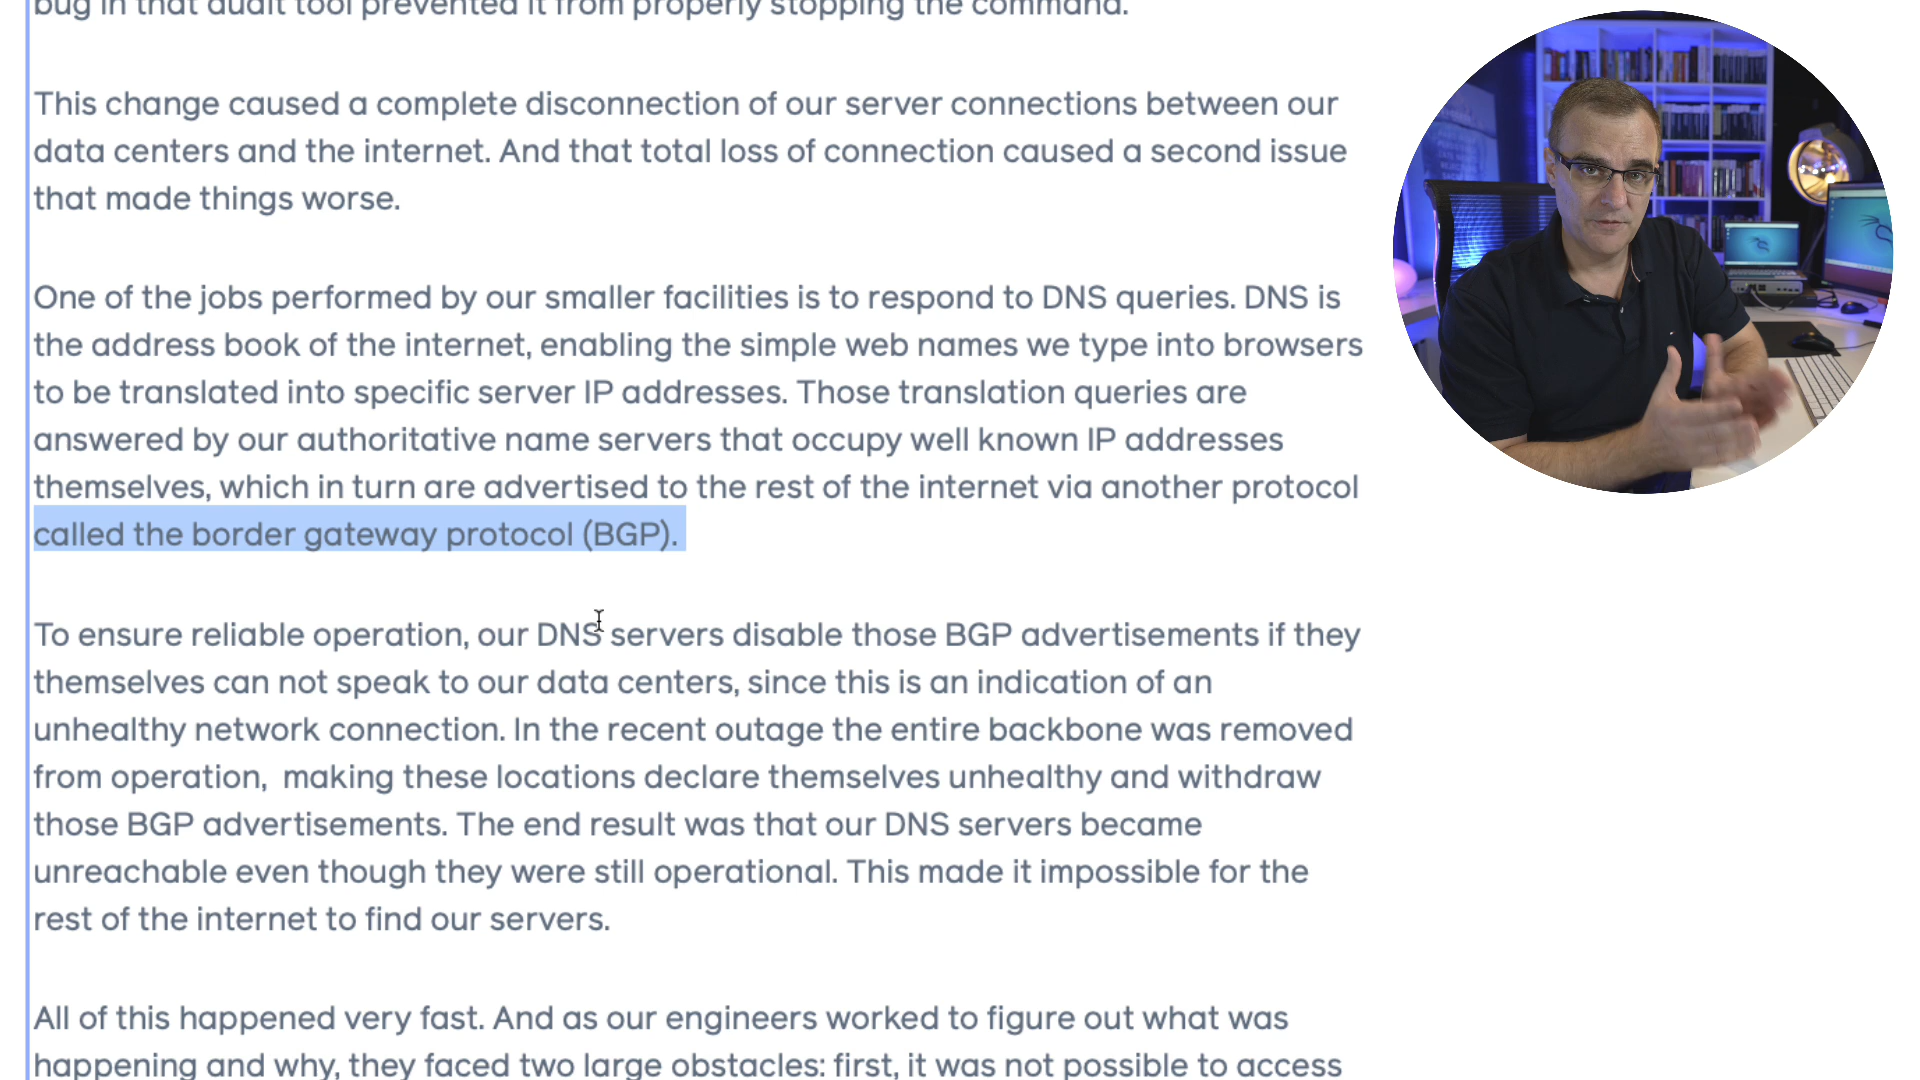 bug in that audit tool prevented it from properly stopping the command.
This change caused a complete disconnection of our server connections between our
data centers and the internet. And that total loss of connection caused a second issue
that made things worse.
One of the jobs performed by our smaller facilities is to respond to DNS queries. DNS is
the address book of the internet, enabling the simple web names we type into browsers
to be translated into specific server IP addresses. Those translation queries are
answered by our authoritative name servers that occupy well known IP addresses
themselves, which in turn are advertised to the rest of the internet via another protocol
called the border gateway protocol (BGP).
To ensure reliable operation, our DNS servers disable those BGP advertisements if they
themselves can not speak to our data centers, since this is an indication of an
unhealthy network connection. In the recent outage the entire backbone was removed
from operation,  making these locations declare themselves unhealthy and withdraw
those BGP advertisements. The end result was that our DNS servers became
unreachable even though they were still operational. This made it impossible for the
rest of the internet to find our servers.
All of this happened very fast. And as our engineers worked to figure out what was
happening and why, they faced two large obstacles: first, it was not possible to access